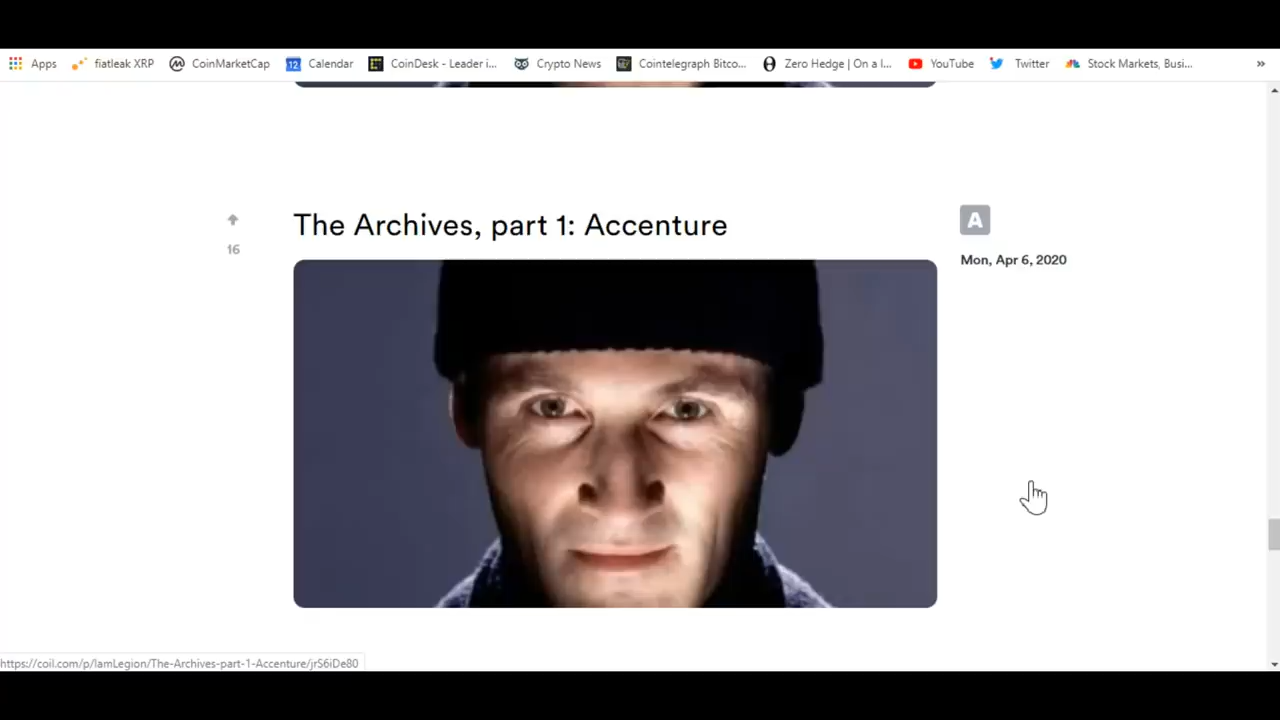 Apps fiatleak XRP CoinMarketCap 12 Calendar CoinDesk - Leader i... Crypto News Cointelegraph Bitco... Zero Hedge | On a l... YouTube Twitter Stock Markets, Busi... »
The Archives, part 1: Accenture
16
A
Mon, Apr 6, 2020
https://coil.com/p/IamLegion/The-Archives-part-1-Accenture/jrS6iDe80